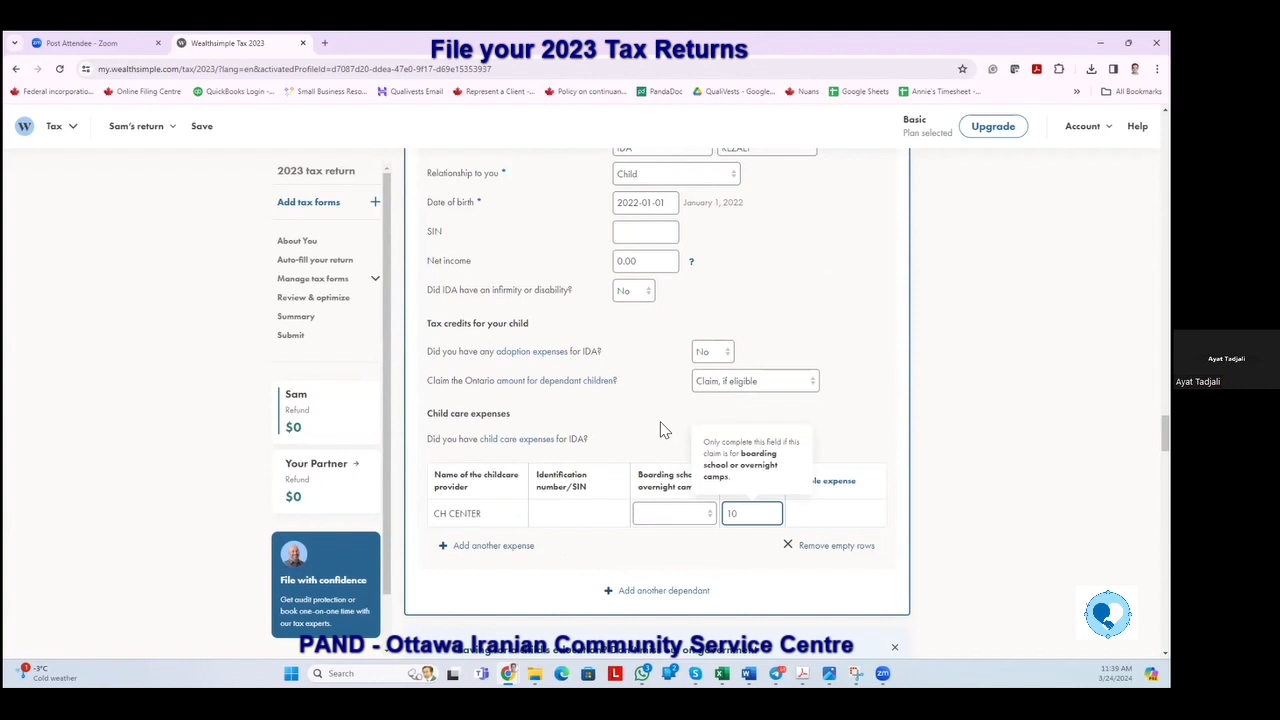 File your 2023 Tax Returns
Post Attendee - Zoom
Wealthsimple Tax 2023
my.wealthsimple.com/tax/2023/?lang=en&activatedProfileId=d7087d20-ddea-47e0-9f17-d69e15353937
Federal incorporatio...
Online Filing Centre
QuickBooks Login -...
Small Business Reso...
Qualivests Email
Represent a Client -...
Policy on continuan...
PandaDoc
QualiVests - Google...
Nuans
Google Sheets
Annie's Timesheet -...
All Bookmarks
Tax
Sam's return
Save
Basic
Plan selected
Upgrade
Account
Help
2023 tax return
Add tax forms
About You
Auto-fill your return
Manage tax forms
Review & optimize
Summary
Submit
Sam
Refund
$0
Your Partner
Refund
$0
File with confidence
Get audit protection or
book one-on-one time with
our tax experts.
IDA
Relationship to you *
Child
Date of birth *
2022-01-01
January 1, 2022
SIN
Net income
0.00
?
Did IDA have an infirmity or disability?
No
Tax credits for your child
Did you have any adoption expenses for IDA?
No
Claim the Ontario amount for dependant children?
Claim, if eligible
Child care expenses
Did you have child care expenses for IDA?
Only complete this field if this
claim is for boarding
school or overnight
camps.
Name of the childcare
provider
Identification
number/SIN
Boarding scho
overnight cam
le expense
CH CENTER
10
Add another expense
Remove empty rows
Add another dependant
PAND - Ottawa Iranian Community Service Centre
Ayat Tadjali
Ayat Tadjali
-3°C
Cold weather
Search
11:39 AM
3/24/2024